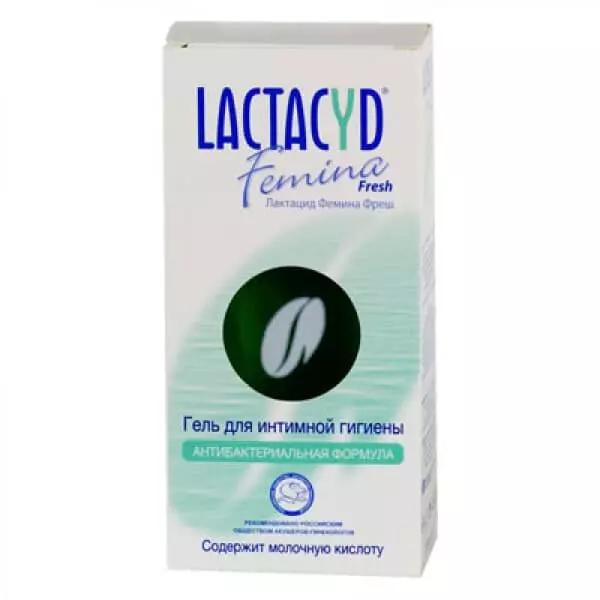 LACTACYD®
Femina
Fresh
Лактацид Фемина Фреш
Гель для интимной гигиены
АНТИБАКТЕРИАЛЬНАЯ ФОРМУЛА
РЕКОМЕНДОВАНО РОССИЙСКИМ
ОБЩЕСТВОМ АКУШЕРОВ-ГИНЕКОЛОГОВ
Содержит молочную кислоту